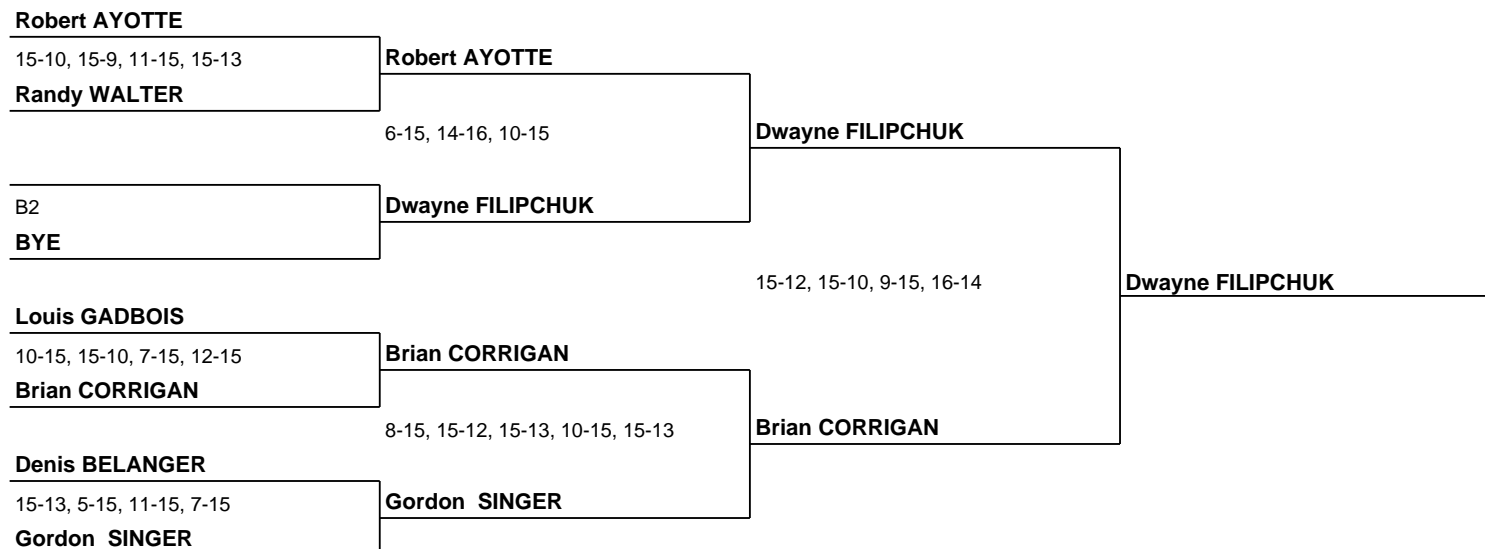 Robert AYOTTE
15-10, 15-9, 11-15, 15-13
Robert AYOTTE
Randy WALTER
6-15, 14-16, 10-15
Dwayne FILIPCHUK
B2
Dwayne FILIPCHUK
BYE
15-12, 15-10, 9-15, 16-14
Dwayne FILIPCHUK
Louis GADBOIS
10-15, 15-10, 7-15, 12-15
Brian CORRIGAN
Brian CORRIGAN
8-15, 15-12, 15-13, 10-15, 15-13
Brian CORRIGAN
Denis BELANGER
15-13, 5-15, 11-15, 7-15
Gordon SINGER
Gordon SINGER